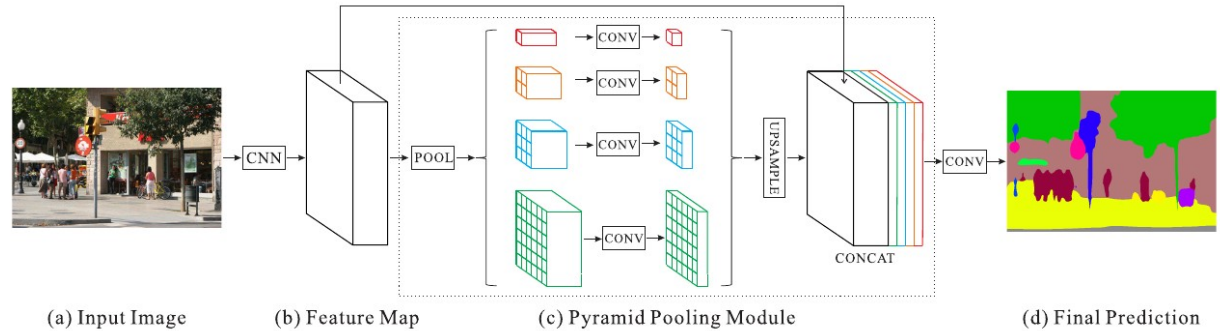 CONV
CONV
CNN
POOL
CONV
UPSAMPLE
CONV
CONV
CONCAT
(a) Input Image
(b) Feature Map
(c) Pyramid Pooling Module
(d) Final Prediction